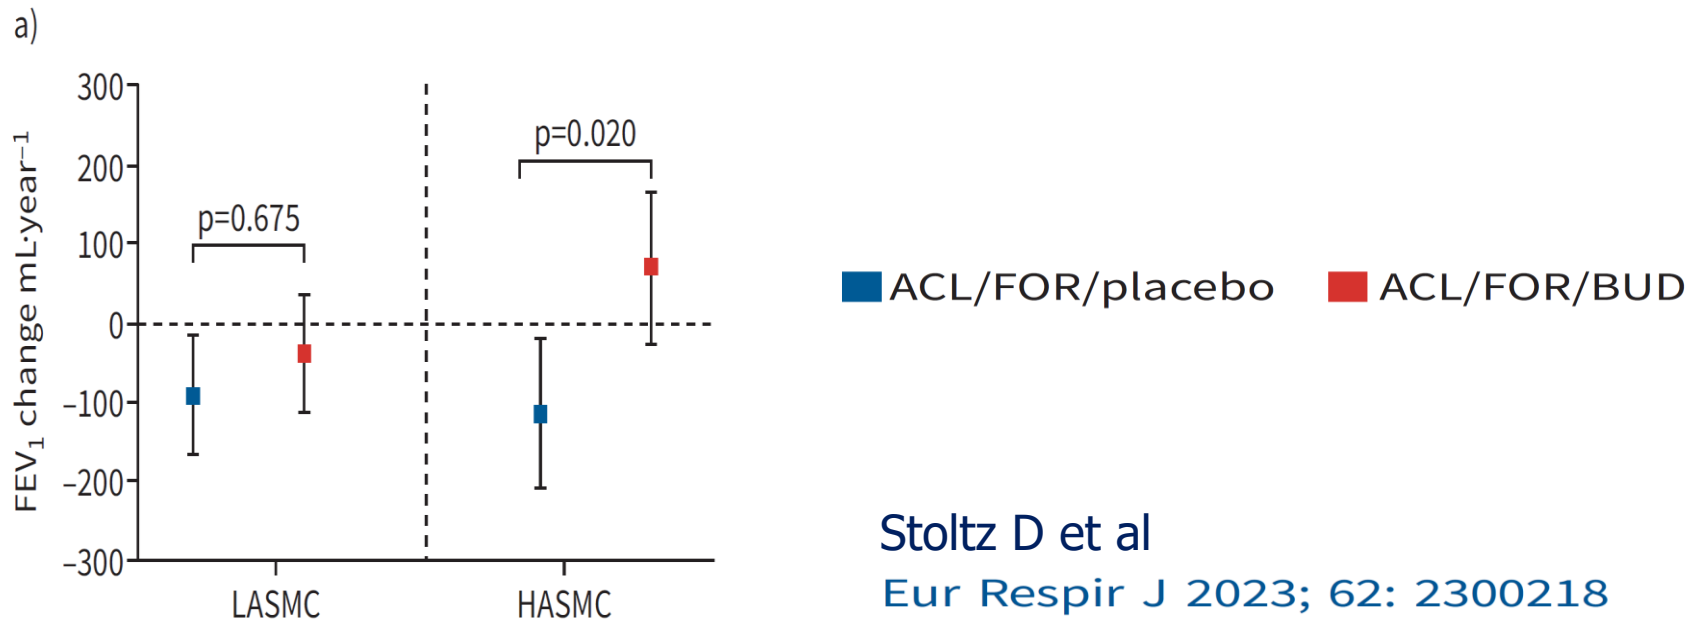 a)
FEV₁ change mL·year⁻¹
300
200
100
0
–100
–200
–300
p=0.675
p=0.020
LASMC
HASMC
ACL/FOR/placebo
ACL/FOR/BUD
Stoltz D et al
Eur Respir J 2023; 62: 2300218